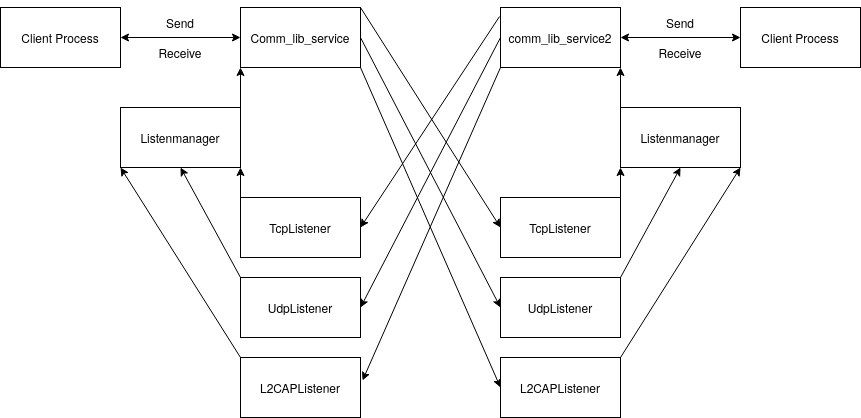 Client Process
Send
Receive
Comm_lib_service
comm_lib_service2
Send
Receive
Client Process
Listenmanager
Listenmanager
TcpListener
TcpListener
UdpListener
UdpListener
L2CAPListener
L2CAPListener